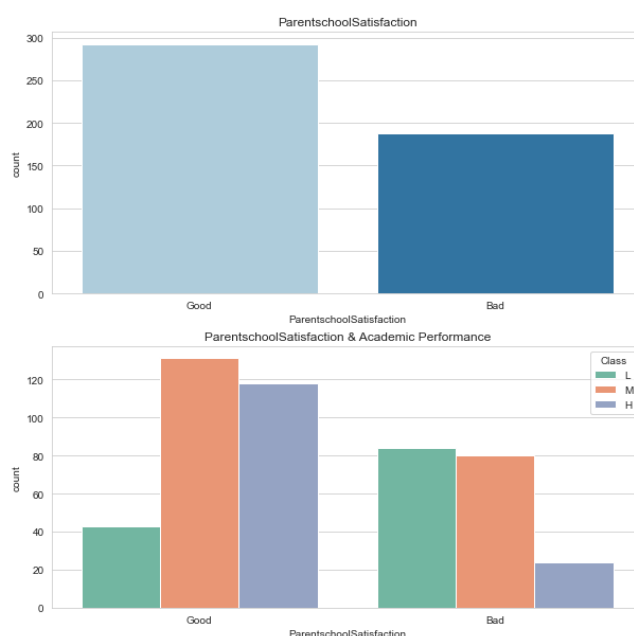 ParentschoolSatisfaction
300
250
200
150
100
50
0
count
Good
Bad
ParentschoolSatisfaction
ParentschoolSatisfaction & Academic Performance
Class
L
M
H
120
100
80
60
40
20
0
count
Good
Bad
ParentschoolSatisfaction